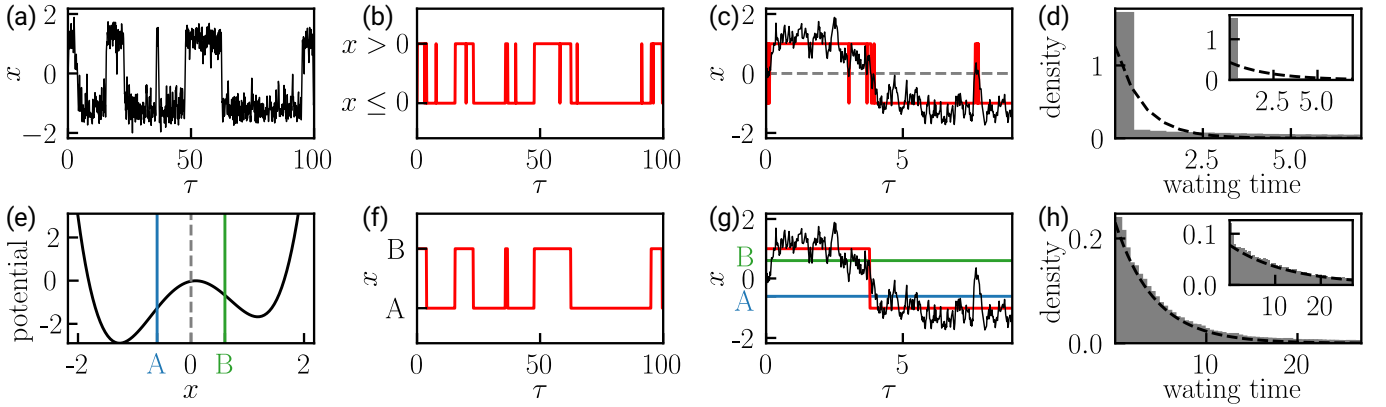 (a)
2
0
−2
x
0
50
100
τ
(b)
x > 0
x ≤ 0
0
50
100
τ
(c)
2
0
-2
x
0
5
τ
(d)
density
1
0
2.5
5.0
wating time
1
0
2.5
5.0
(e)
potential
2
0
-2
-2
A
0
B
2
x
(f)
B
A
x
0
50
100
τ
(g)
2
B
x
A
-2
0
5
τ
(h)
density
0.2
0.0
10
20
wating time
0.1
0.0
10
20